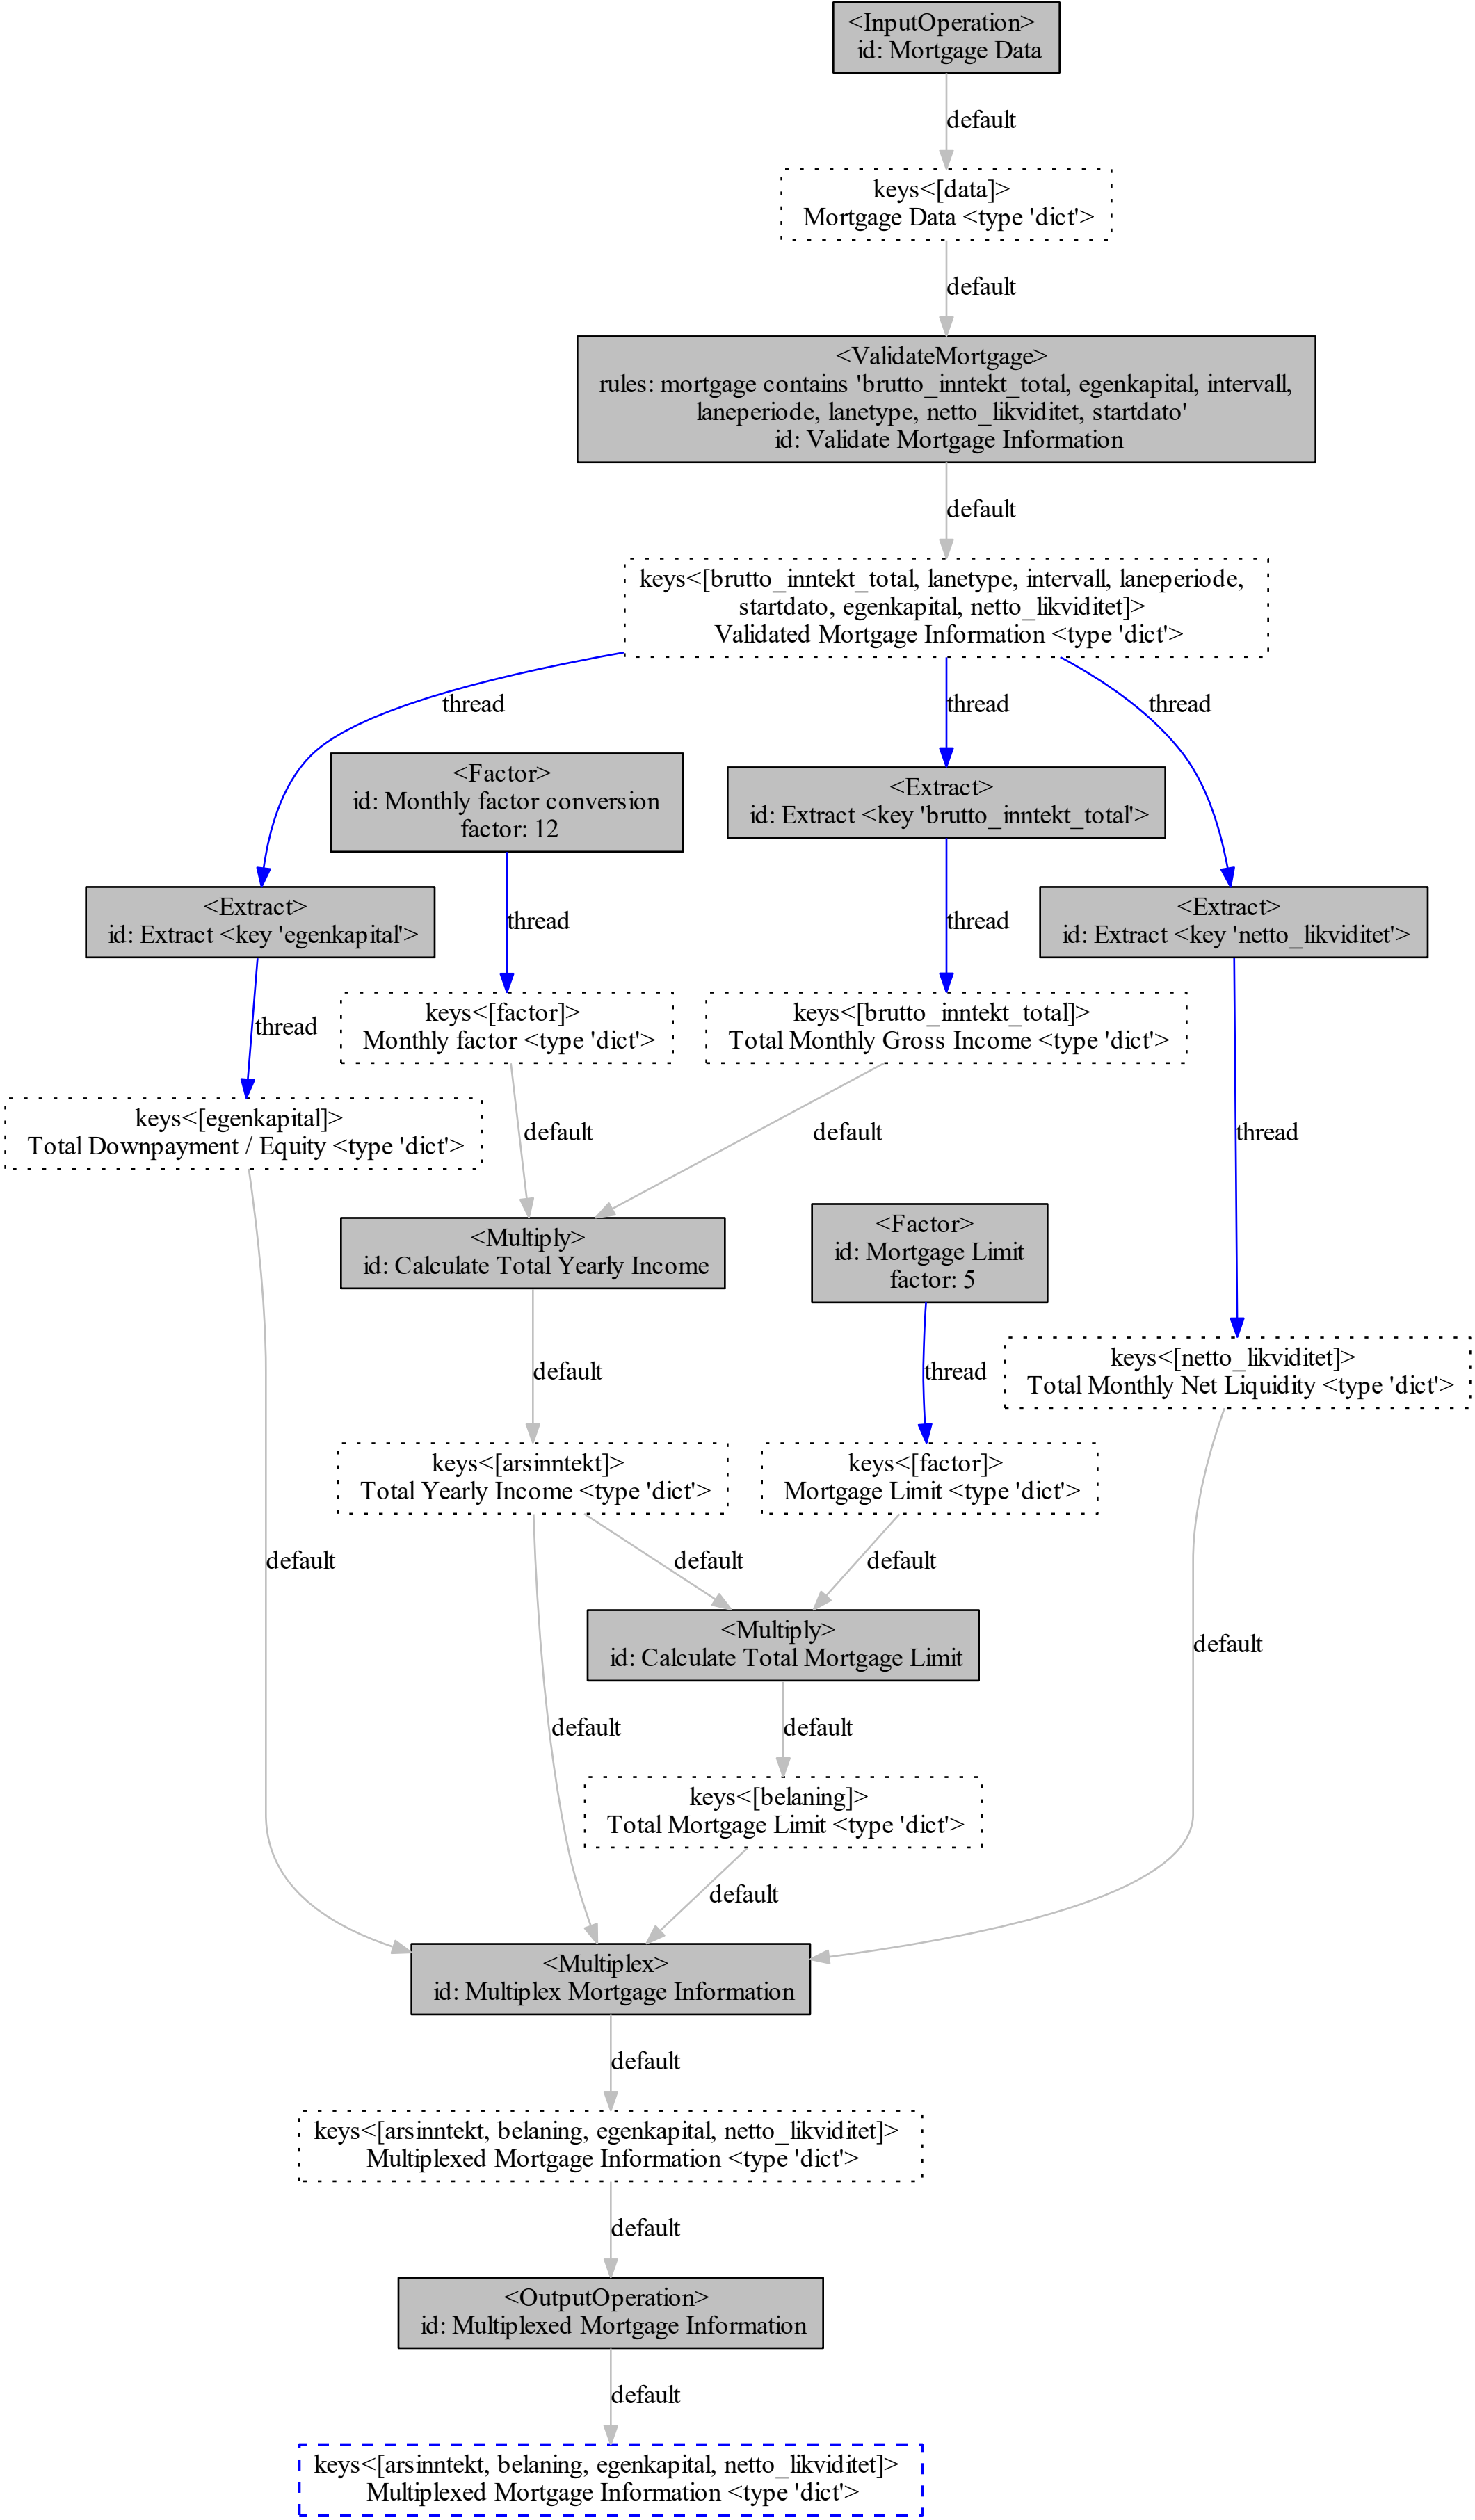 <InputOperation>
id: Mortgage Data
default
keys<[data]>
Mortgage Data <type 'dict'>
default
<ValidateMortgage>
rules: mortgage contains 'brutto_inntekt_total, egenkapital, intervall,
laneperiode, lanetype, netto_likviditet, startdato'
id: Validate Mortgage Information
default
keys<[brutto_inntekt_total, lanetype, intervall, laneperiode,
startdato, egenkapital, netto_likviditet]>
Validated Mortgage Information <type 'dict'>
thread
thread
thread
<Factor>
id: Monthly factor conversion
factor: 12
<Extract>
id: Extract <key 'brutto_inntekt_total'>
<Extract>
id: Extract <key 'egenkapital'>
thread
thread
<Extract>
id: Extract <key 'netto_likviditet'>
thread
keys<[factor]>
Monthly factor <type 'dict'>
keys<[brutto_inntekt_total]>
Total Monthly Gross Income <type 'dict'>
keys<[egenkapital]>
Total Downpayment / Equity <type 'dict'>
default
default
thread
<Multiply>
id: Calculate Total Yearly Income
<Factor>
id: Mortgage Limit
factor: 5
default
thread
keys<[netto_likviditet]>
Total Monthly Net Liquidity <type 'dict'>
keys<[arsinntekt]>
Total Yearly Income <type 'dict'>
keys<[factor]>
Mortgage Limit <type 'dict'>
default
default
default
<Multiply>
id: Calculate Total Mortgage Limit
default
default
default
keys<[belaning]>
Total Mortgage Limit <type 'dict'>
default
<Multiplex>
id: Multiplex Mortgage Information
default
keys<[arsinntekt, belaning, egenkapital, netto_likviditet]>
Multiplexed Mortgage Information <type 'dict'>
default
<OutputOperation>
id: Multiplexed Mortgage Information
default
keys<[arsinntekt, belaning, egenkapital, netto_likviditet]>
Multiplexed Mortgage Information <type 'dict'>